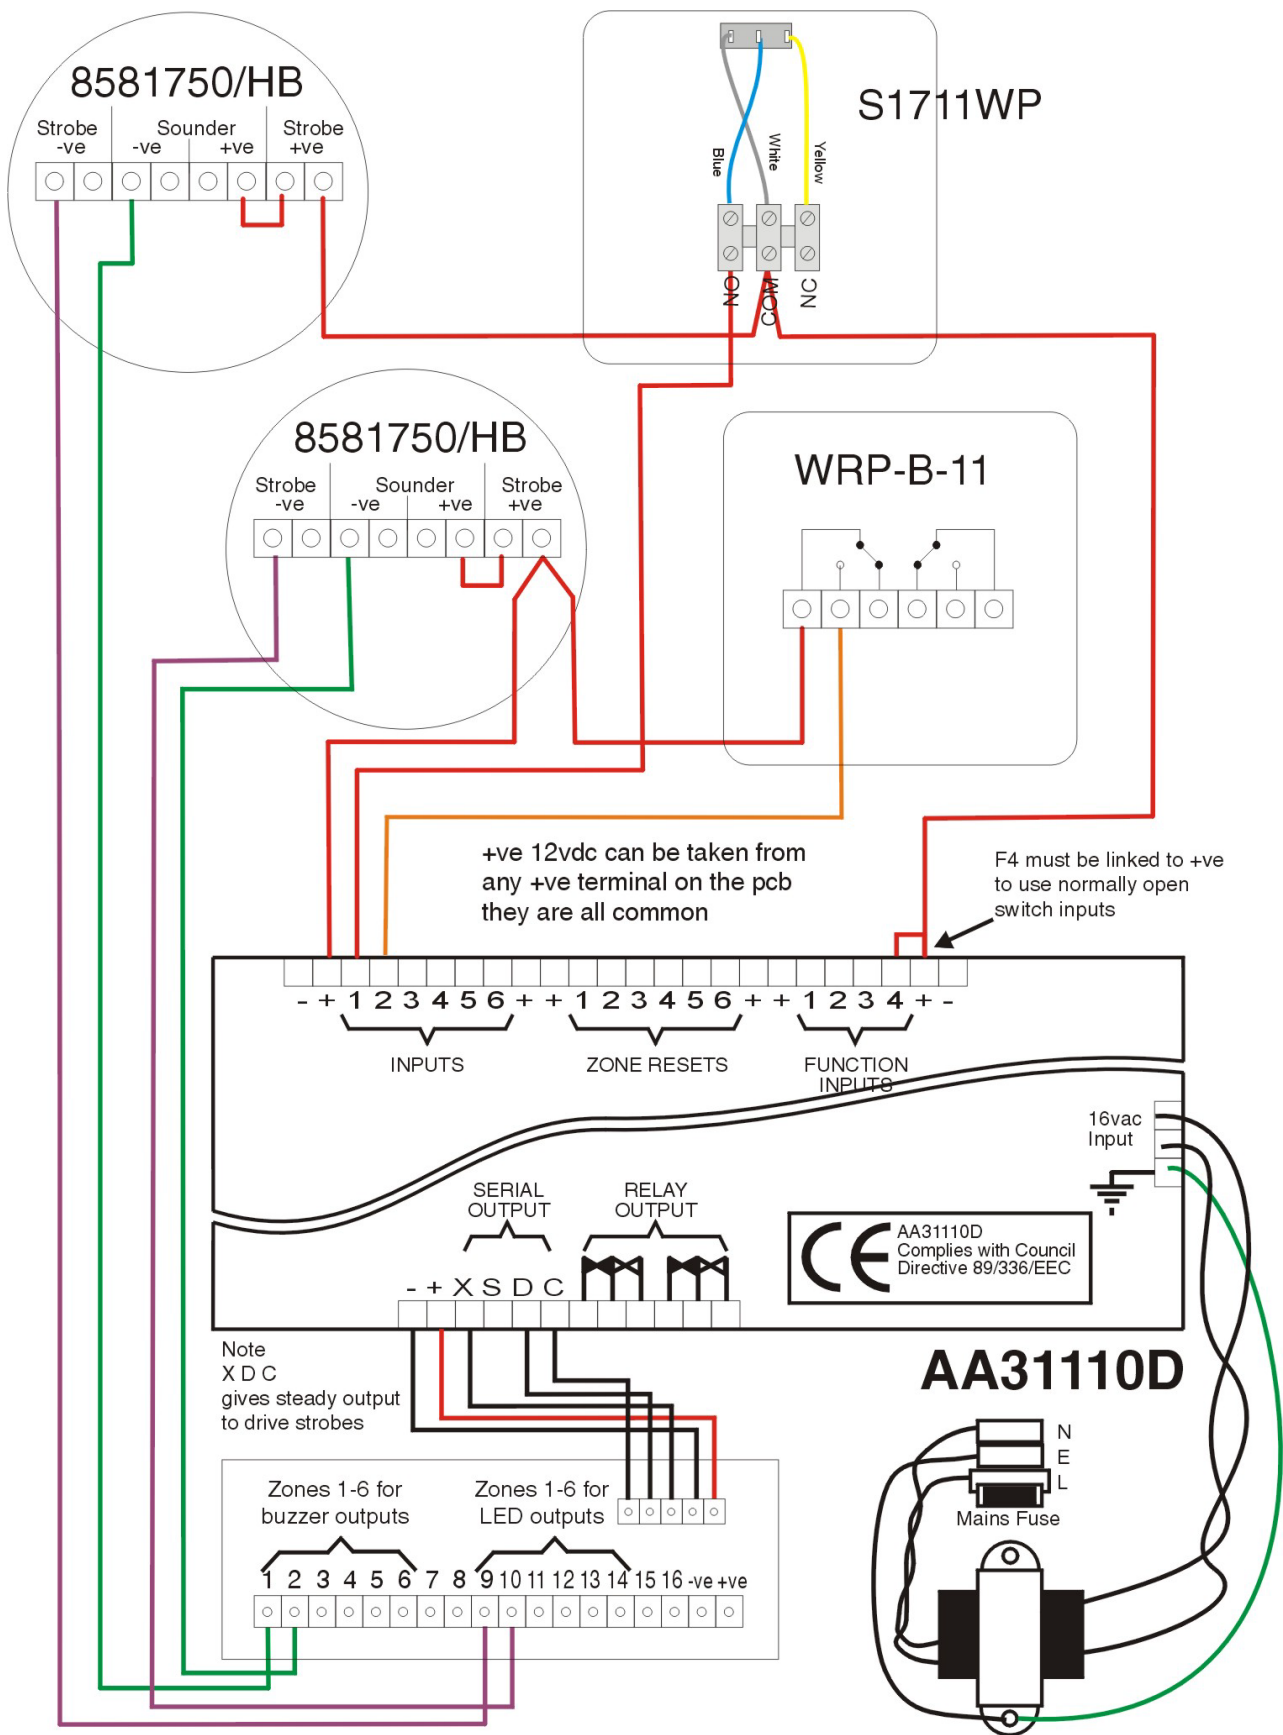 8581750/HB
Strobe Sounder Strobe
-ve -ve +ve +ve
S1711WP
Blue
White
Yellow
NO
COM
NC
8581750/HB
Strobe Sounder Strobe
-ve -ve +ve +ve
WRP-B-11
+ve 12vdc can be taken from
any +ve terminal on the pcb
they are all common
F4 must be linked to +ve
to use normally open
switch inputs
- + 1 2 3 4 5 6 + + 1 2 3 4 5 6 + + 1 2 3 4 + -
INPUTS
ZONE RESETS
FUNCTION
INPUTS
16vac
Input
SERIAL
OUTPUT
RELAY
OUTPUT
- + X S D C
CE
AA31110D
Complies with Council
Directive 89/336/EEC
Note
X D C
gives steady output
to drive strobes
AA31110D
N
E
L
Mains Fuse
Zones 1-6 for
buzzer outputs
Zones 1-6 for
LED outputs
1 2 3 4 5 6 7 8 9 10 11 12 13 14 15 16 -ve +ve